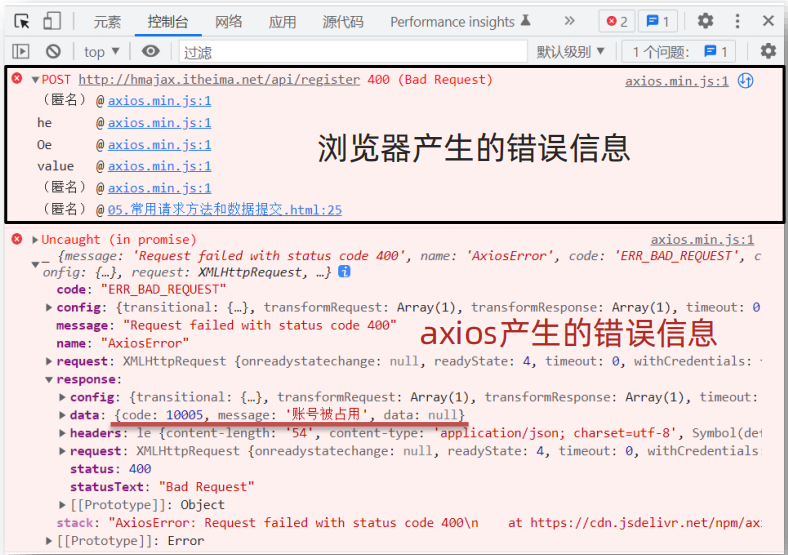 元素 控制台 网络 应用 源代码 Performance insights » 2 1
top 过滤 默认级别 1 个问题: 1
POST http://hmajax.itheima.net/api/register 400 (Bad Request) axios.min.js:1
(匿名) @ axios.min.js:1
he @ axios.min.js:1
Oe @ axios.min.js:1
value @ axios.min.js:1
(匿名) @ axios.min.js:1
(匿名) @ 05.常用请求方法和数据提交.html:25
浏览器产生的错误信息
Uncaught (in promise) axios.min.js:1
_ {message: 'Request failed with status code 400', name: 'AxiosError', code: 'ERR_BAD_REQUEST', c
onfig: {…}, request: XMLHttpRequest, …} i
code: "ERR_BAD_REQUEST"
config: {transitional: {…}, transformRequest: Array(1), transformResponse: Array(1), timeout: 0
message: "Request failed with status code 400"
name: "AxiosError"
axios产生的错误信息
request: XMLHttpRequest {onreadystatechange: null, readyState: 4, timeout: 0, withCredentials:
response:
config: {transitional: {…}, transformRequest: Array(1), transformResponse: Array(1), timeout:
data: {code: 10005, message: '账号被占用', data: null}
headers: le {content-length: '54', content-type: 'application/json; charset=utf-8', Symbol(def
request: XMLHttpRequest {onreadystatechange: null, readyState: 4, timeout: 0, withCredentials:
status: 400
statusText: "Bad Request"
[[Prototype]]: Object
stack: "AxiosError: Request failed with status code 400\n    at https://cdn.jsdelivr.net/npm/axi
[[Prototype]]: Error